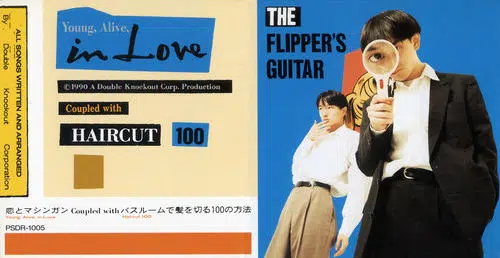 ALL SONGS WRITTEN AND ARRANGED
By Double Knockout Corporation
Young, Alive,
in Love
©1990 A Double Knockout Corp. Production
Coupled with
HAIRCUT 100
恋とマシンガン Coupled with バスルームで髪を切る100の方法
Young, Alive, in Love
Haircut 100
PSDR-1005
THE
FLIPPER'S
GUITAR